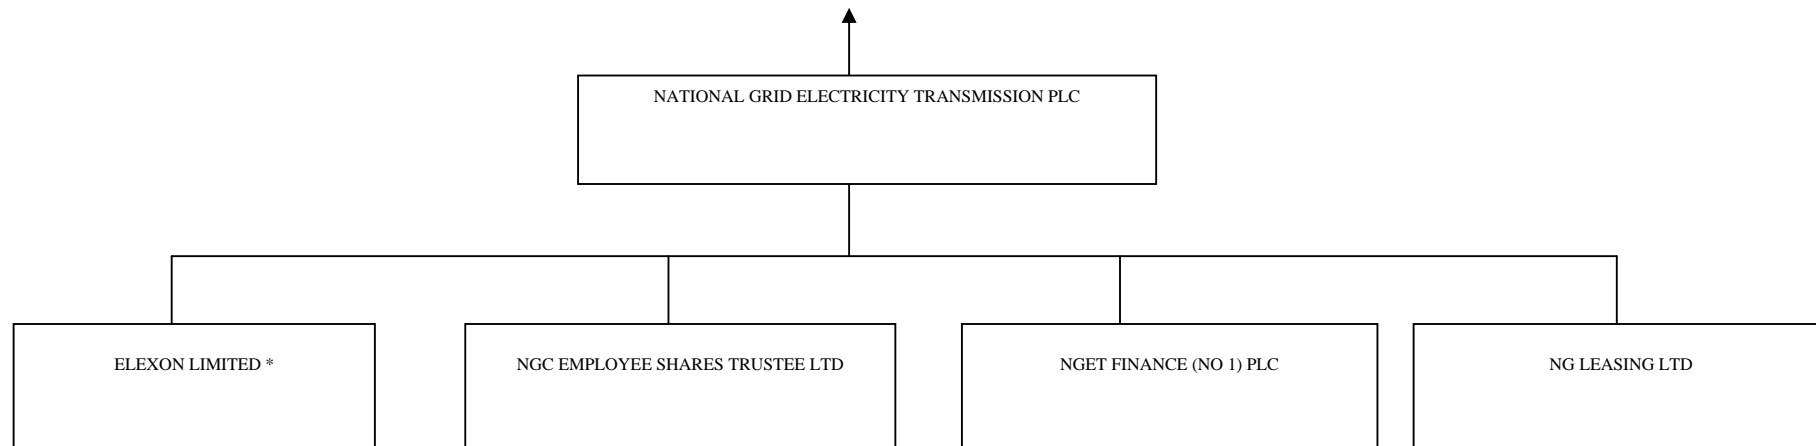 NATIONAL GRID ELECTRICITY TRANSMISSION PLC
ELEXON LIMITED *
NGC EMPLOYEE SHARES TRUSTEE LTD
NGET FINANCE (NO 1) PLC
NG LEASING LTD